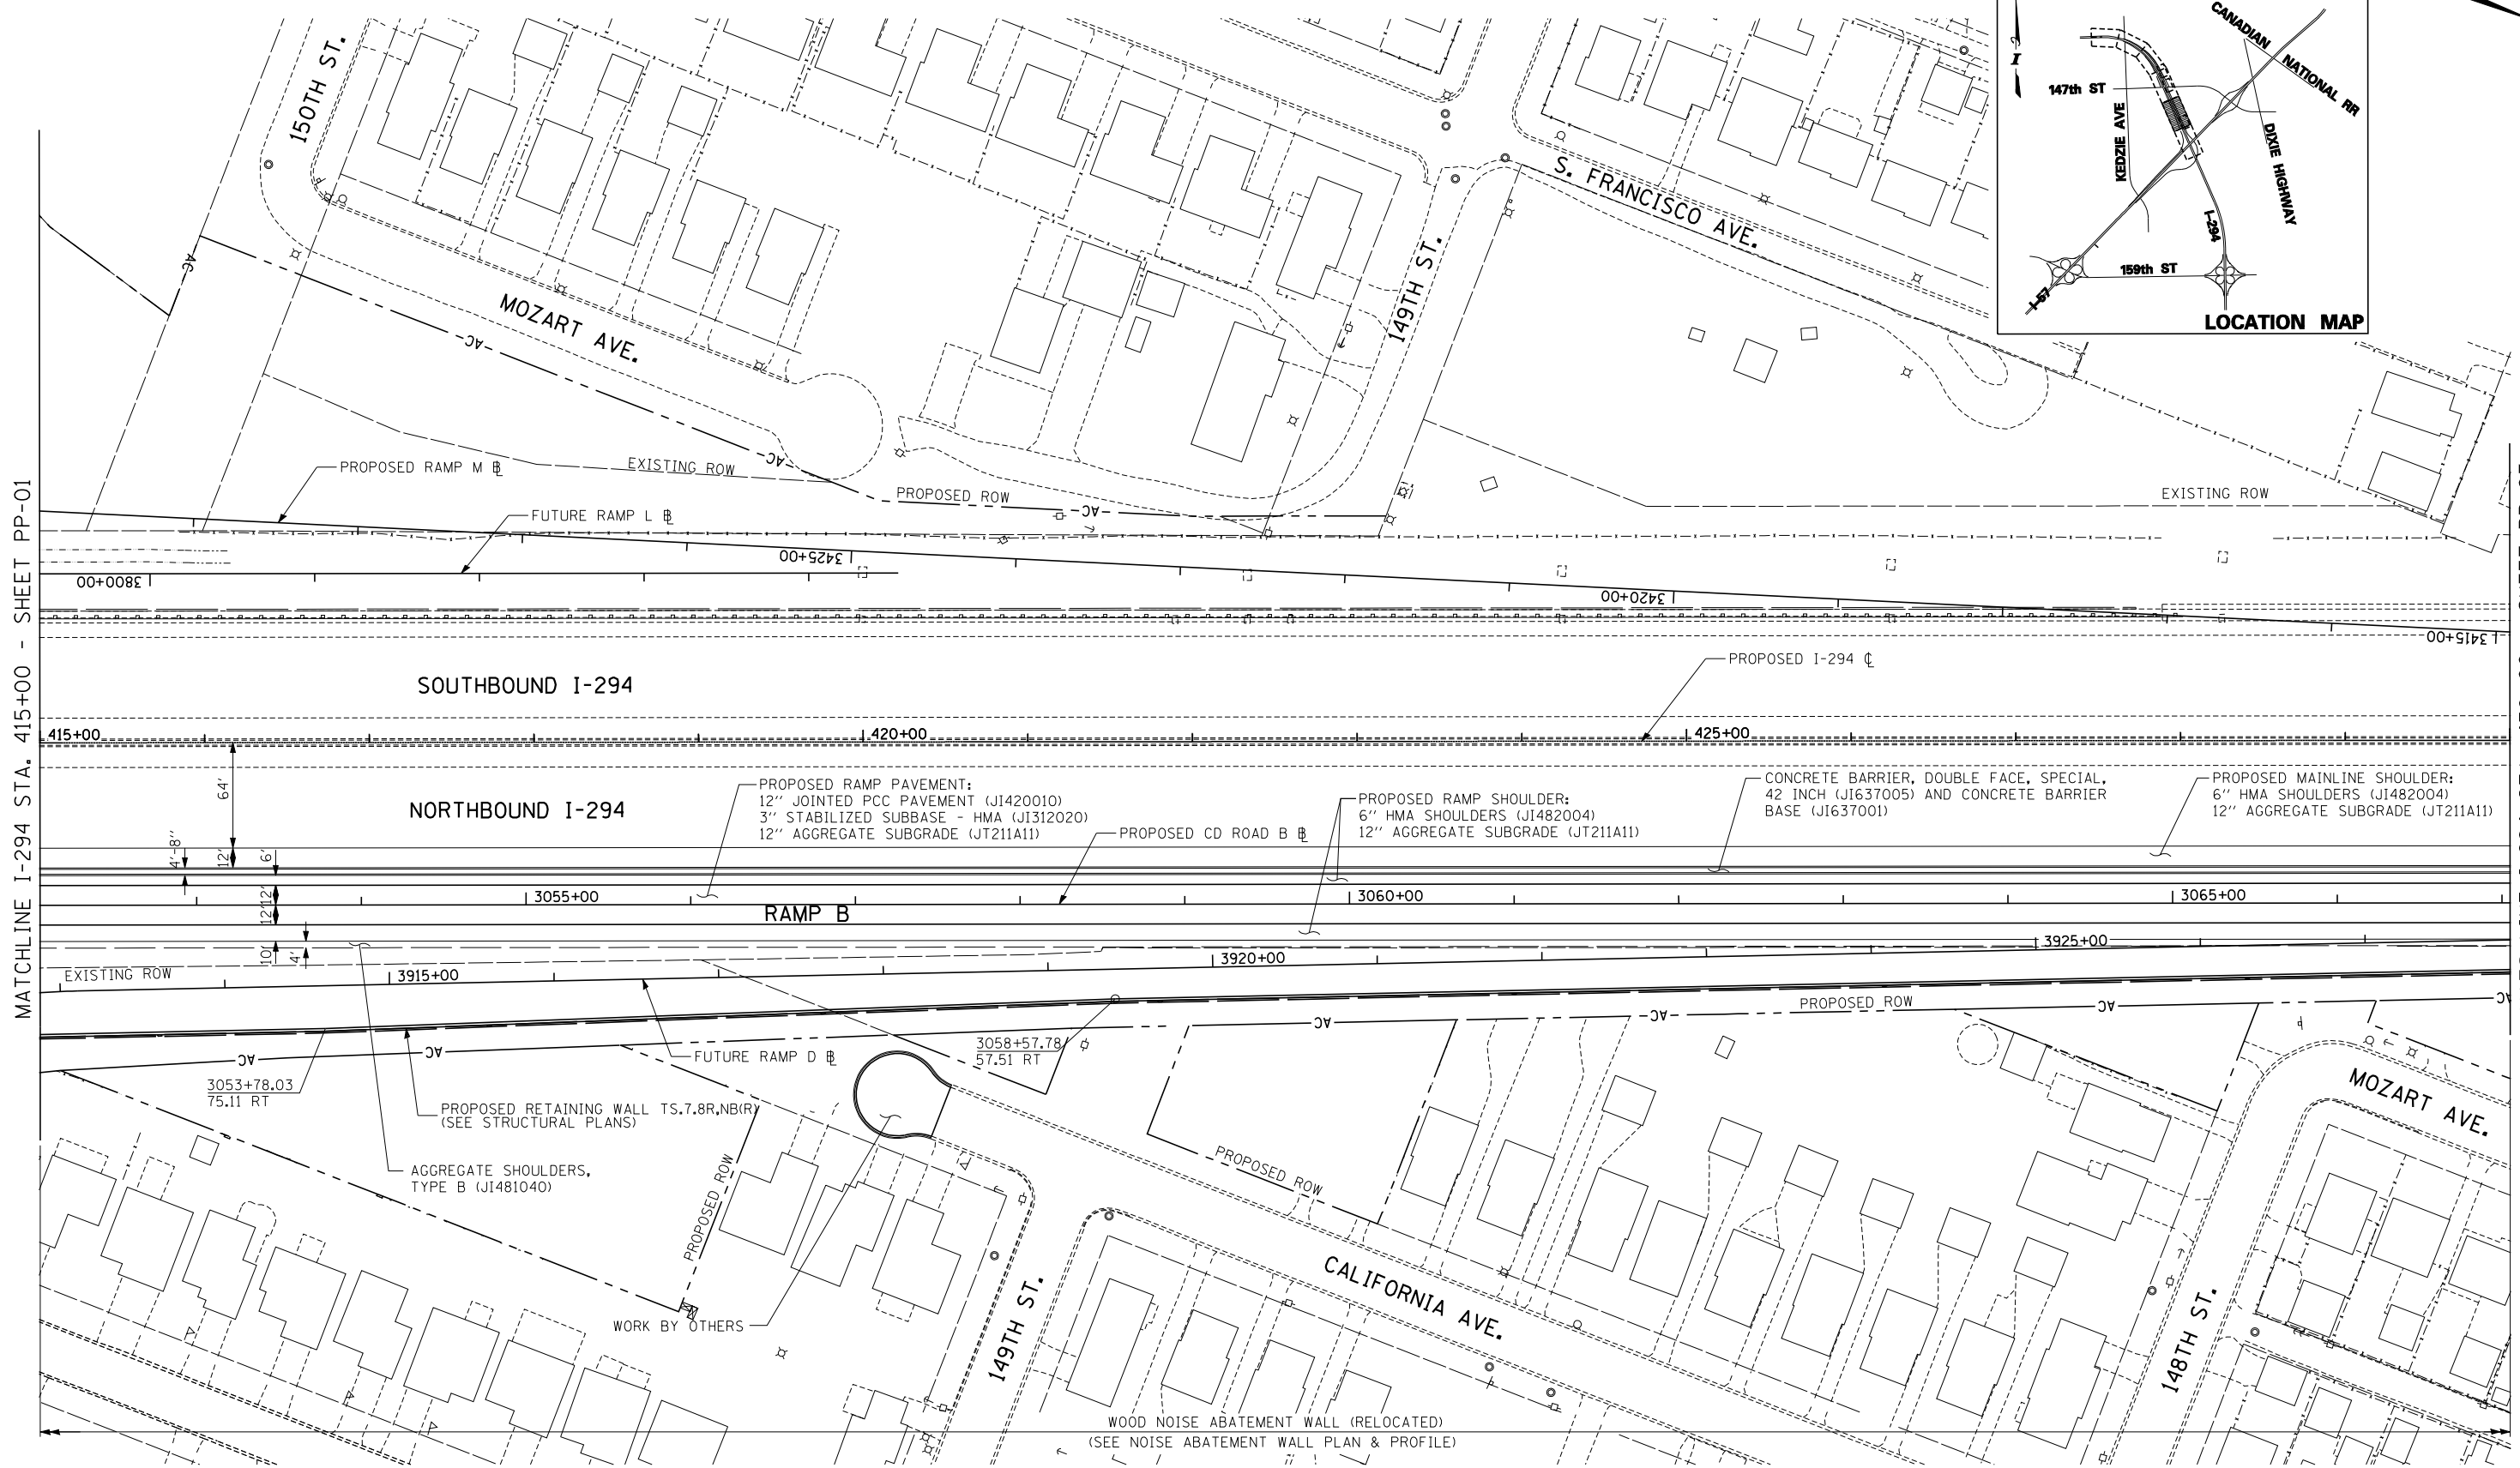 CANADIAN
NATIONAL RR
147th ST
KEDZIE AVE
DIXIE HIGHWAY
I-294
159th ST
I-57
LOCATION MAP
150TH ST.
S. FRANCISCO AVE.
149TH ST.
MOZART AVE.
AC
AC
AC
AC
EXISTING ROW
PROPOSED RAMP M ⅊
PROPOSED ROW
EXISTING ROW
FUTURE RAMP L ⅊
3800+00
3425+00
3420+00
3415+00
MATCHLINE I-294 STA. 415+00 - SHEET PP-01
PROPOSED I-294 ℄
SOUTHBOUND I-294
415+00
420+00
425+00
64'
NORTHBOUND I-294
PROPOSED RAMP PAVEMENT:
12'' JOINTED PCC PAVEMENT (JI420010)
3'' STABILIZED SUBBASE - HMA (JI312020)
12'' AGGREGATE SUBGRADE (JT211A11)
PROPOSED CD ROAD B ⅊
PROPOSED RAMP SHOULDER:
6'' HMA SHOULDERS (JI482004)
12'' AGGREGATE SUBGRADE (JT211A11)
CONCRETE BARRIER, DOUBLE FACE, SPECIAL,
42 INCH (JI637005) AND CONCRETE BARRIER
BASE (JI637001)
PROPOSED MAINLINE SHOULDER:
6'' HMA SHOULDERS (JI482004)
12'' AGGREGATE SUBGRADE (JT211A11)
4'-8''
12'
6'
12'
12'
10'
4'
3055+00
3060+00
3065+00
RAMP B
EXISTING ROW
3915+00
3920+00
3925+00
PROPOSED ROW
AC
AC
AC
AC
AC
AC
3053+78.03
75.11 RT
3058+57.78
57.51 RT
FUTURE RAMP D ⅊
PROPOSED RETAINING WALL TS.7.8R,NB(R)
(SEE STRUCTURAL PLANS)
AGGREGATE SHOULDERS,
TYPE B (JI481040)
PROPOSED ROW
PROPOSED ROW
WORK BY OTHERS
149TH ST.
CALIFORNIA AVE.
148TH ST.
MOZART AVE.
WOOD NOISE ABATEMENT WALL (RELOCATED)
(SEE NOISE ABATEMENT WALL PLAN & PROFILE)